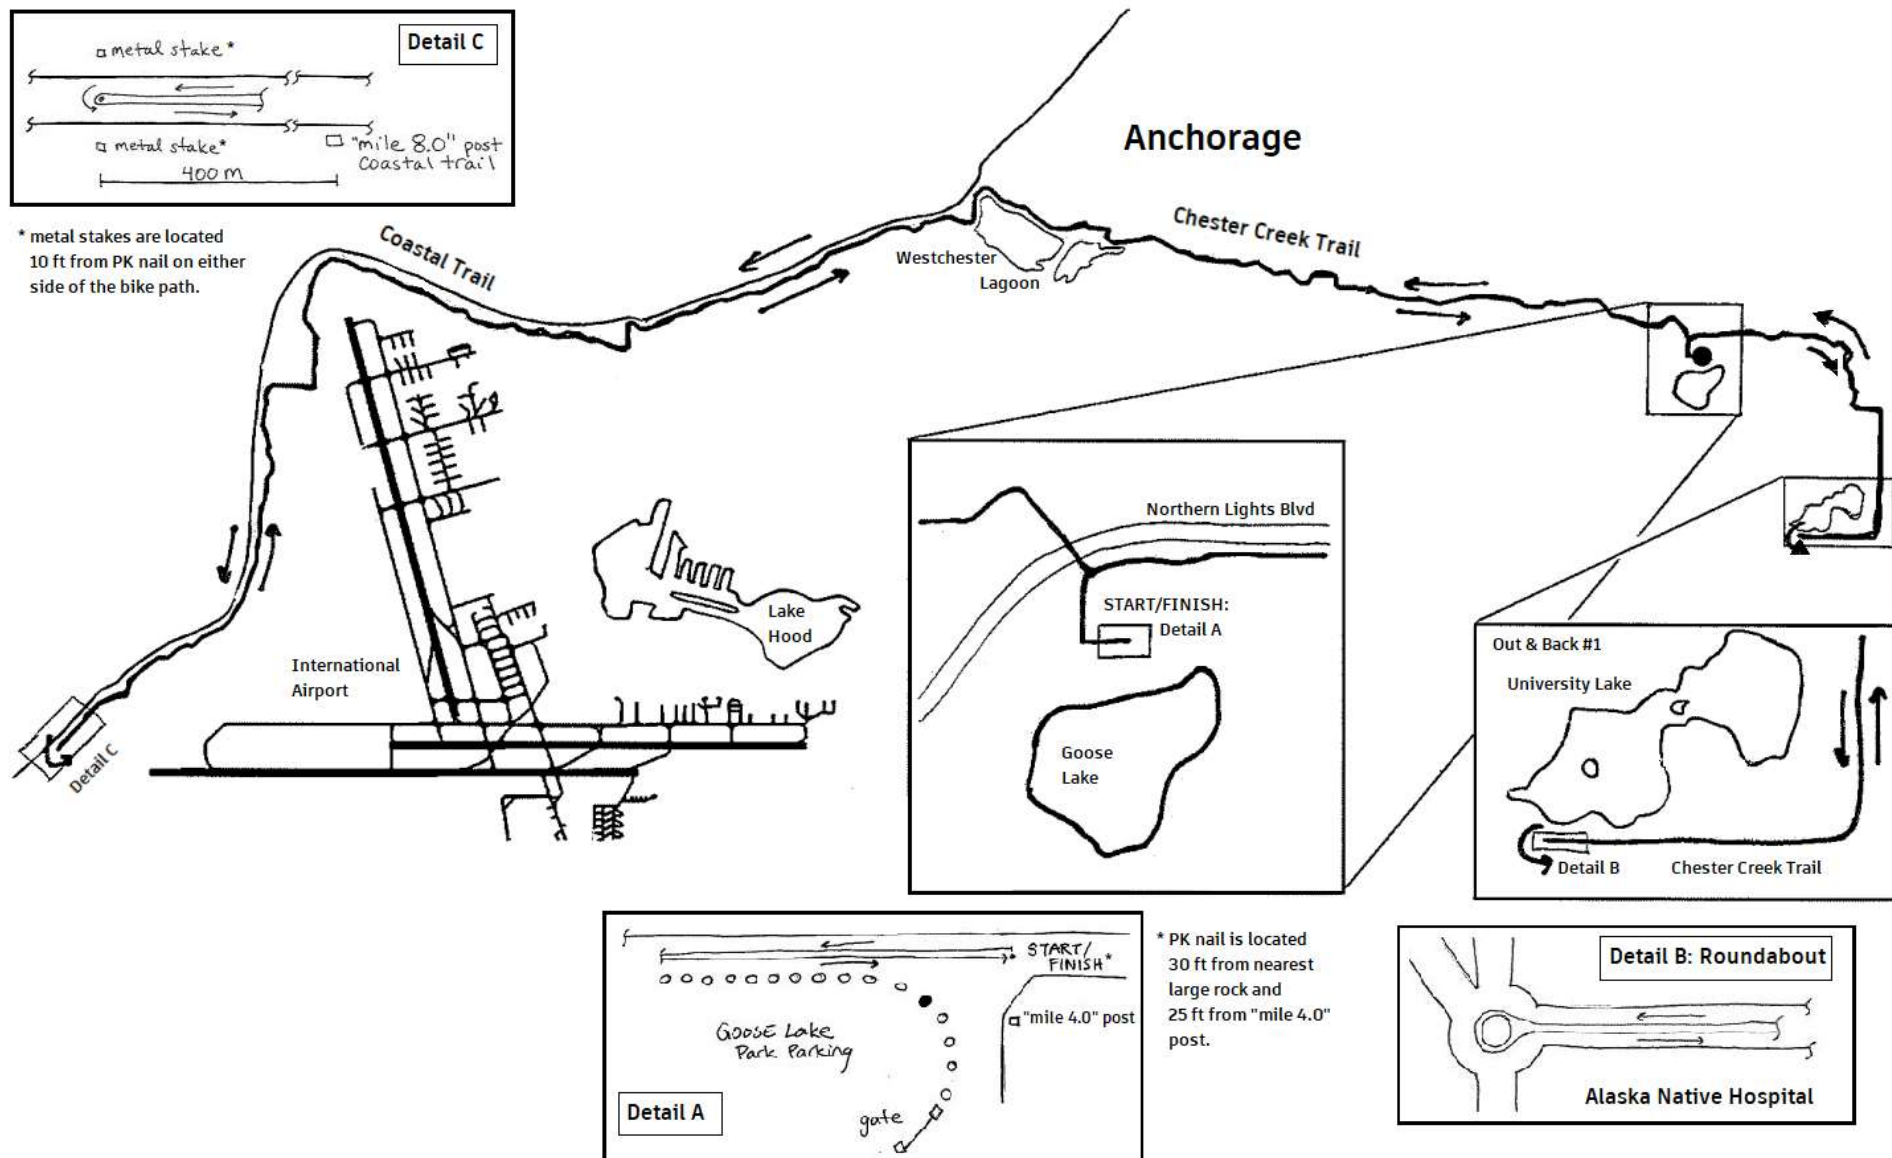 metal stake*
Detail C
metal stake*
"mile 8.0" post
Coastal trail
400 m
* metal stakes are located
10 ft from PK nail on either
side of the bike path.
Coastal Trail
Anchorage
Chester Creek Trail
Westchester
Lagoon
Lake
Hood
International
Airport
Detail C
Northern Lights Blvd
START/FINISH:
Detail A
Goose
Lake
Out & Back #1
University Lake
Detail B
Chester Creek Trail
START/
FINISH*
"mile 4.0" post
Goose Lake
Park Parking
gate
Detail A
* PK nail is located
30 ft from nearest
large rock and
25 ft from "mile 4.0"
post.
Detail B: Roundabout
Alaska Native Hospital